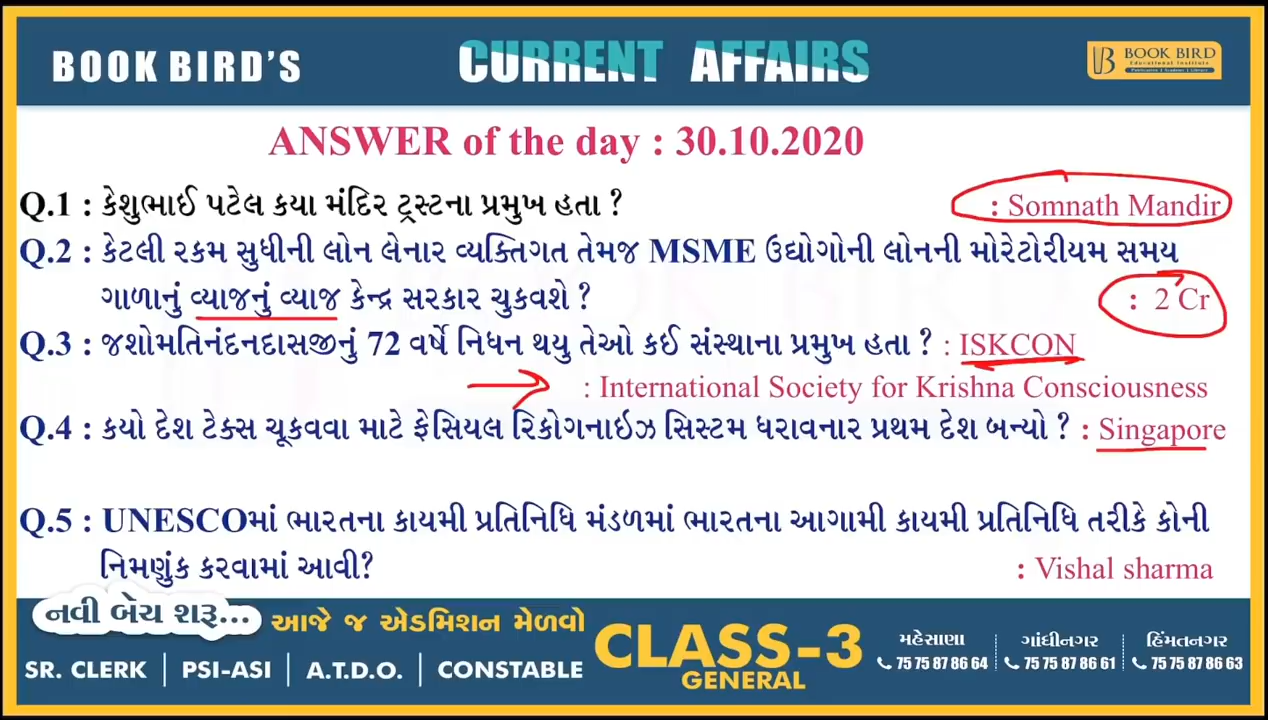 BOOK BIRD'S
CURRENT AFFAIRS
BOOK BIRD
Educational Institute
Publication | Academy | Library
ANSWER of the day : 30.10.2020
Q.1 : કેશુભાઈ પટેલ કયા મંદિર ટ્રસ્ટના પ્રમુખ હતા ? : Somnath Mandir
Q.2 : કેટલી રકમ સુધીની લોન લેનાર વ્યક્તિગત તેમજ MSME ઉદ્યોગોની લોનની મોરેટોરીયમ સમય
ગાળાનું વ્યાજનું વ્યાજ કેન્દ્ર સરકાર ચુકવશે ? : 2 Cr
Q.3 : જશોમતિનંદનદાસજીનું 72 વર્ષે નિધન થયુ તેઓ કઈ સંસ્થાના પ્રમુખ હતા ? : ISKCON
: International Society for Krishna Consciousness
Q.4 : કયો દેશ ટેક્સ ચૂકવવા માટે ફેસિયલ રિકોગનાઇઝ સિસ્ટમ ધરાવનાર પ્રથમ દેશ બન્યો ? : Singapore
Q.5 : UNESCOમાં ભારતના કાયમી પ્રતિનિધિ મંડળમાં ભારતના આગામી કાયમી પ્રતિનિધિ તરીકે કોની
નિમણુંક કરવામાં આવી? : Vishal sharma
નવી બેચ શરૂ... આજે જ એડમિશન મેળવો
SR. CLERK | PSI-ASI | A.T.D.O. | CONSTABLE
CLASS-3
GENERAL
મહેસાણા
75 75 87 86 64
ગાંધીનગર
75 75 87 86 61
હિંમતનગર
75 75 87 86 63